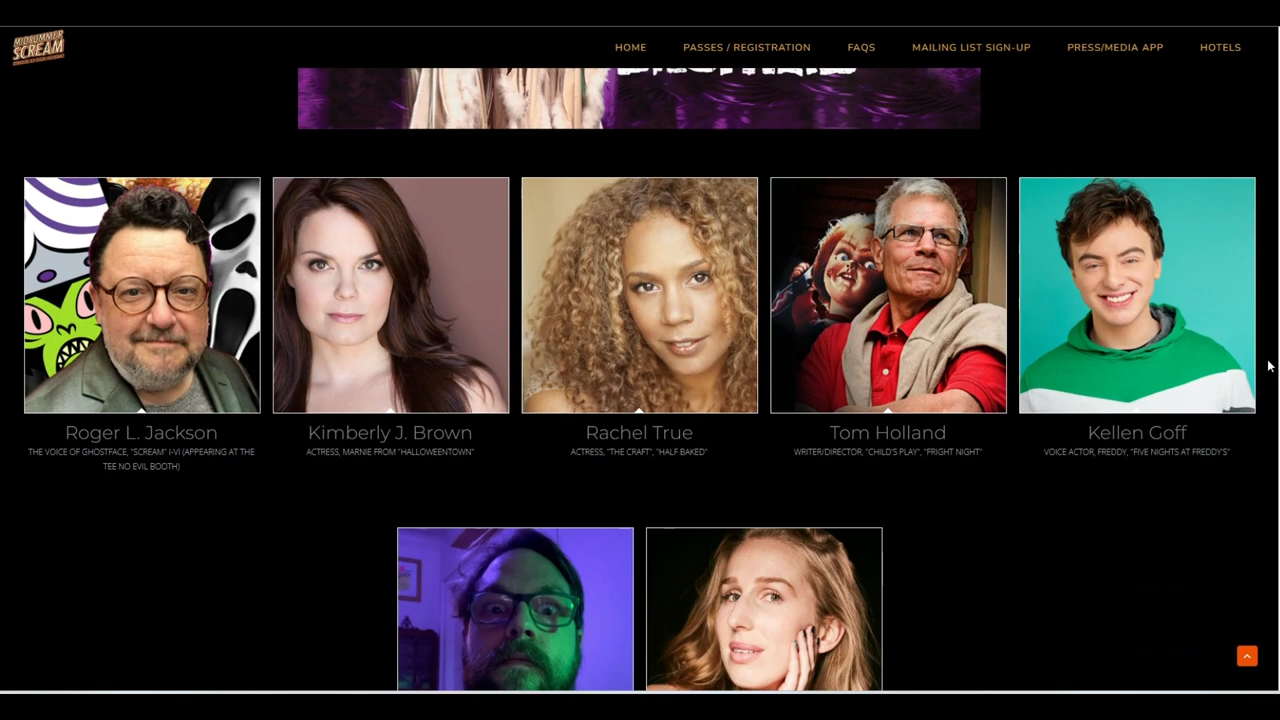 MIDSUMMER
SCREAM
HOME PASSES / REGISTRATION FAQS MAILING LIST SIGN-UP PRESS/MEDIA APP HOTELS
Roger L. Jackson
THE VOICE OF GHOSTFACE, "SCREAM" I-VI (APPEARING AT THE
TEE NO EVIL BOOTH)
Kimberly J. Brown
ACTRESS, MARNIE FROM "HALLOWEENTOWN"
Rachel True
ACTRESS, "THE CRAFT", "HALF BAKED"
Tom Holland
WRITER/DIRECTOR, "CHILD'S PLAY", "FRIGHT NIGHT"
Kellen Goff
VOICE ACTOR, FREDDY, "FIVE NIGHTS AT FREDDY'S"